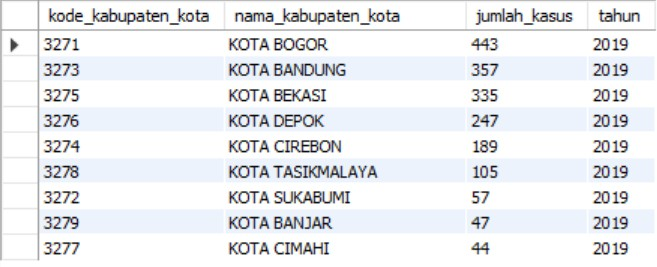 kode_kabupaten_kota nama_kabupaten_kota jumlah_kasus tahun
3271 KOTA BOGOR 443 2019
3273 KOTA BANDUNG 357 2019
3275 KOTA BEKASI 335 2019
3276 KOTA DEPOK 247 2019
3274 KOTA CIREBON 189 2019
3278 KOTA TASIKMALAYA 105 2019
3272 KOTA SUKABUMI 57 2019
3279 KOTA BANJAR 47 2019
3277 KOTA CIMAHI 44 2019